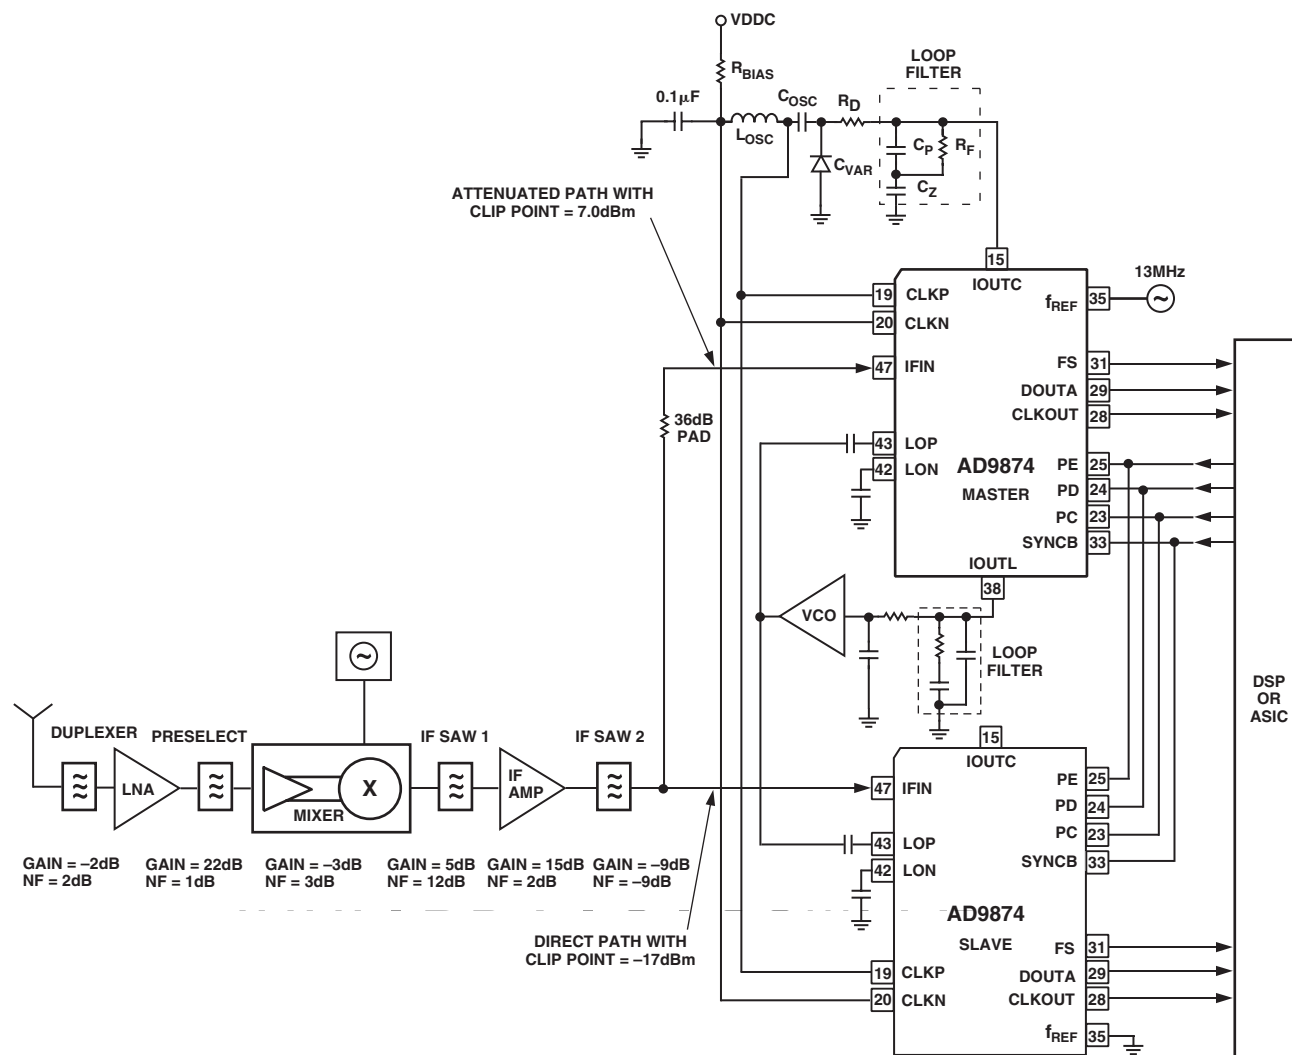 VDDC
RBIAS
0.1µF
LOSC
COSC
RD
LOOP
FILTER
CP
RF
CVAR
CZ
ATTENUATED PATH WITH
CLIP POINT = 7.0dBm
15
IOUTC
13MHz
19 CLKP
fREF 35
20 CLKN
47 IFIN
FS 31
DOUTA 29
CLKOUT 28
36dB
PAD
43 LOP
42 LON
AD9874
MASTER
PE 25
PD 24
PC 23
SYNCB 33
IOUTL
38
VCO
LOOP
FILTER
DSP
OR
ASIC
DUPLEXER
LNA
PRESELECT
X
MIXER
IF SAW 1
IF
AMP
IF SAW 2
GAIN = –2dB
NF = 2dB
GAIN = 22dB
NF = 1dB
GAIN = –3dB
NF = 3dB
GAIN = 5dB
NF = 12dB
GAIN = 15dB
NF = 2dB
GAIN = –9dB
NF = –9dB
DIRECT PATH WITH
CLIP POINT = –17dBm
15
IOUTC
47 IFIN
PE 25
PD 24
43 LOP
PC 23
42 LON
SYNCB 33
AD9874
SLAVE
FS 31
19 CLKP
DOUTA 29
20 CLKN
CLKOUT 28
fREF 35